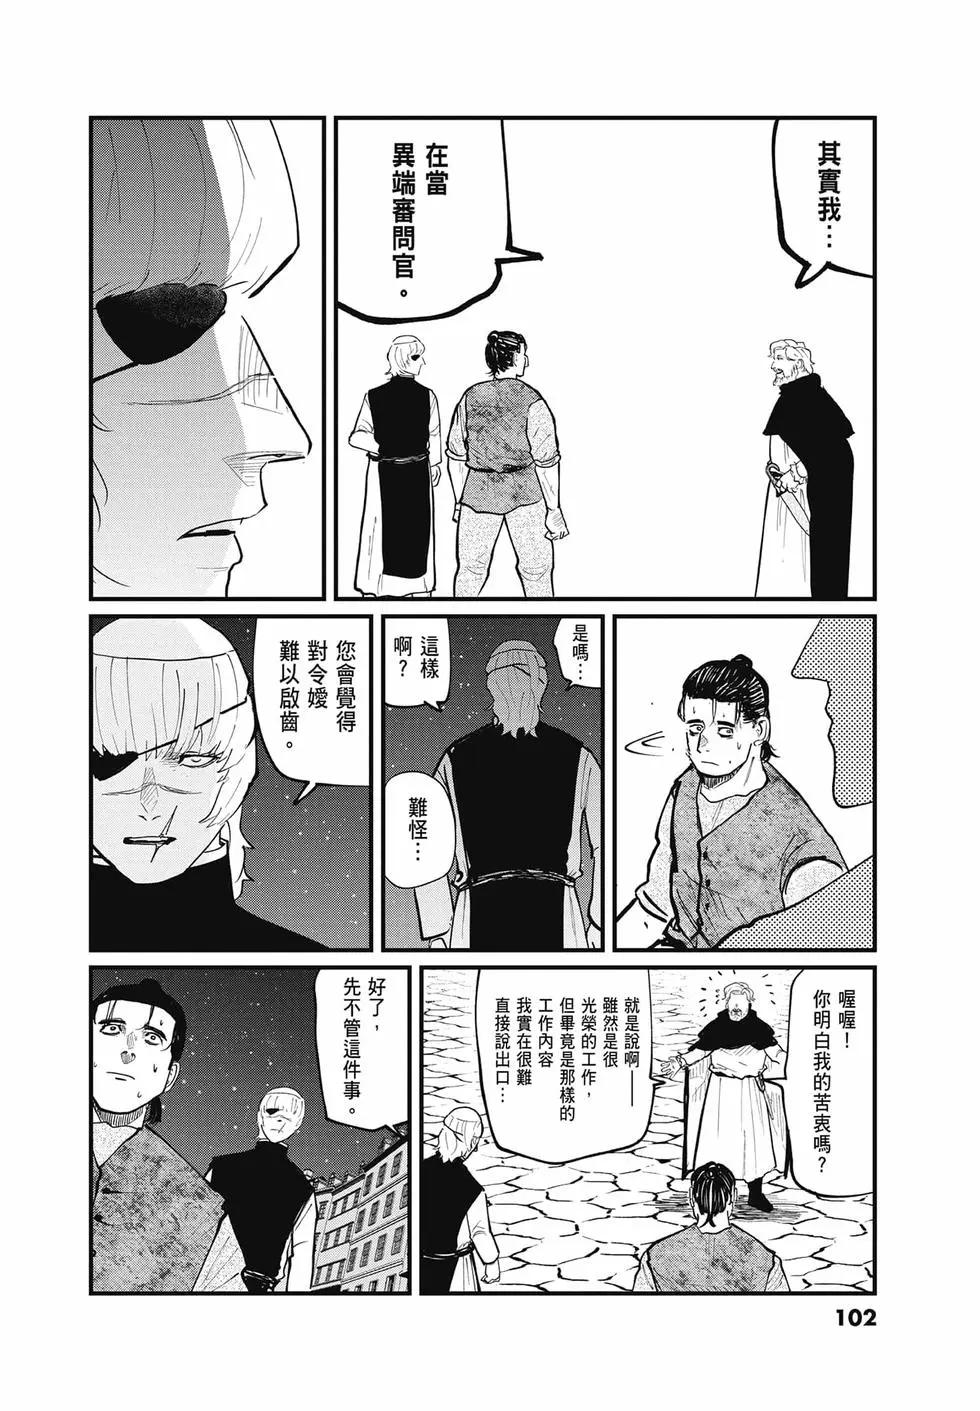 其實我…
在當
異端審問官。
是嗎…
這樣
啊？
難怪…
您會覺得
對令嬡
難以啟齒。
喔喔！
你明白我的苦衷嗎？
就是說啊──
雖然是很
光榮的工作，
但畢竟是那樣的
工作內容
我實在很難
直接說出口…
好了，
先不管這件事。
102